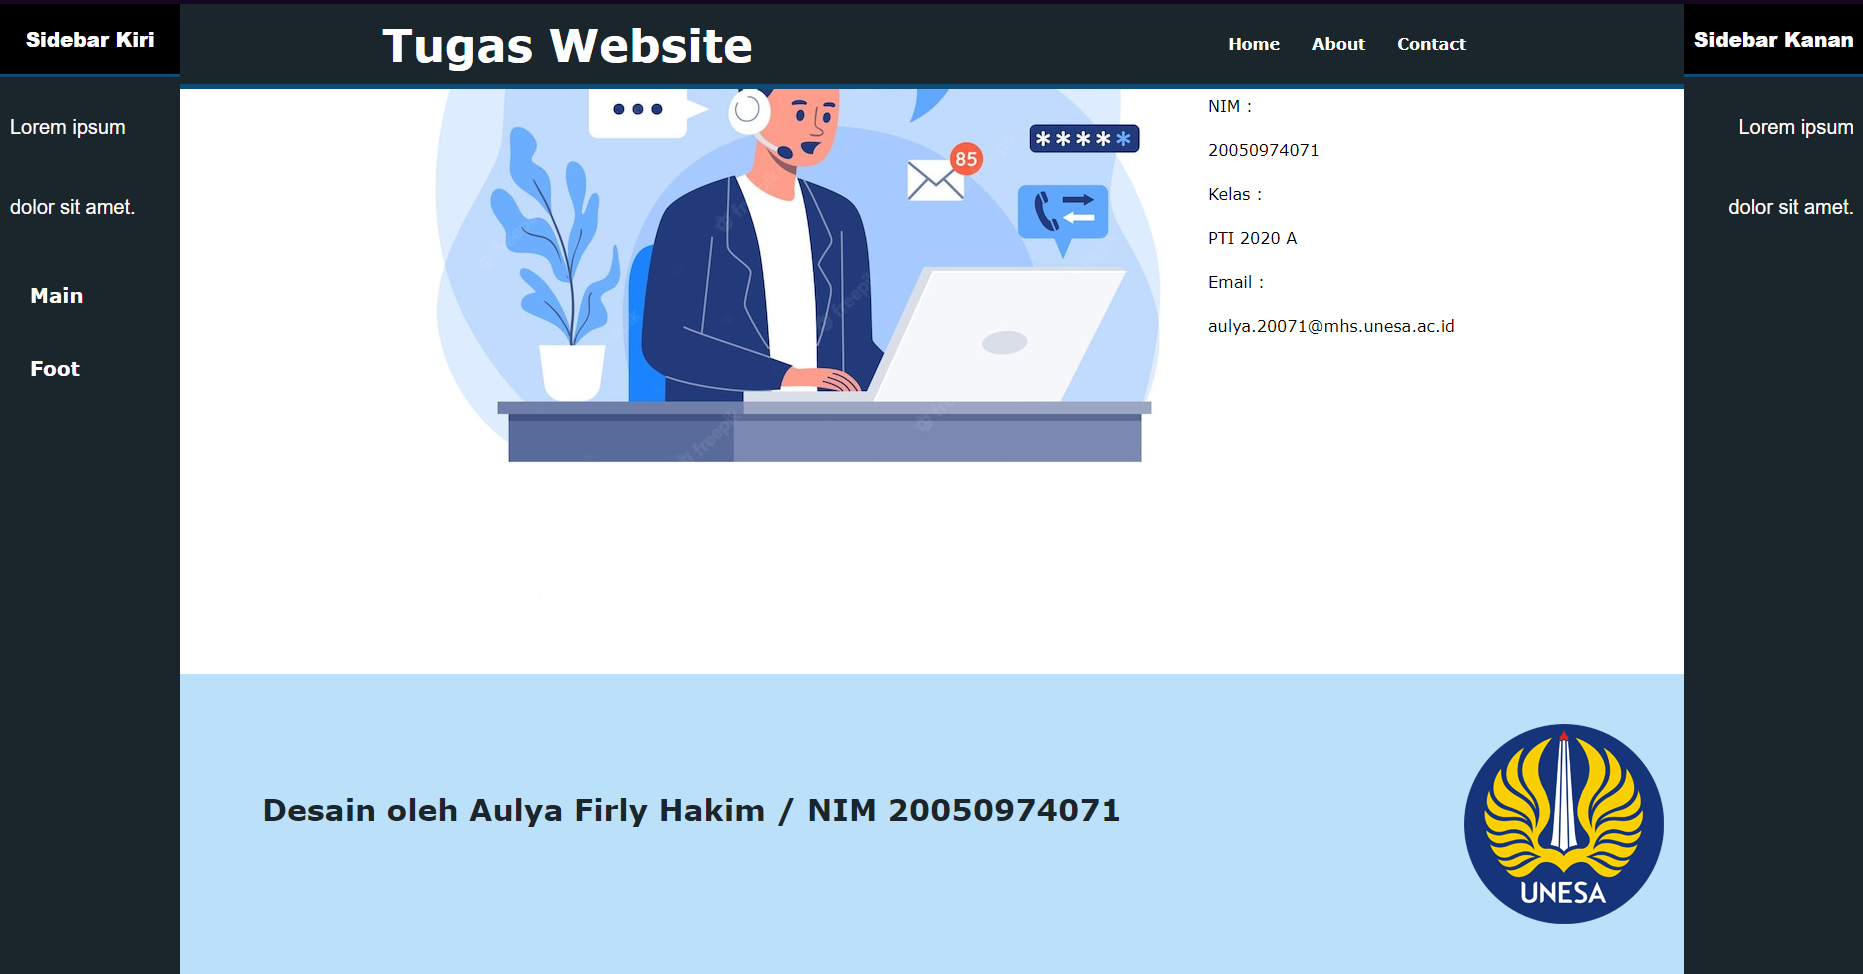 Sidebar Kiri
Tugas Website
Home
About
Contact
Sidebar Kanan
Lorem ipsum
dolor sit amet.
Main
Foot
85
*****
NIM :
20050974071
Kelas :
PTI 2020 A
Email :
aulya.20071@mhs.unesa.ac.id
Lorem ipsum
dolor sit amet.
freepik
freepik
Desain oleh Aulya Firly Hakim / NIM 20050974071
UNESA